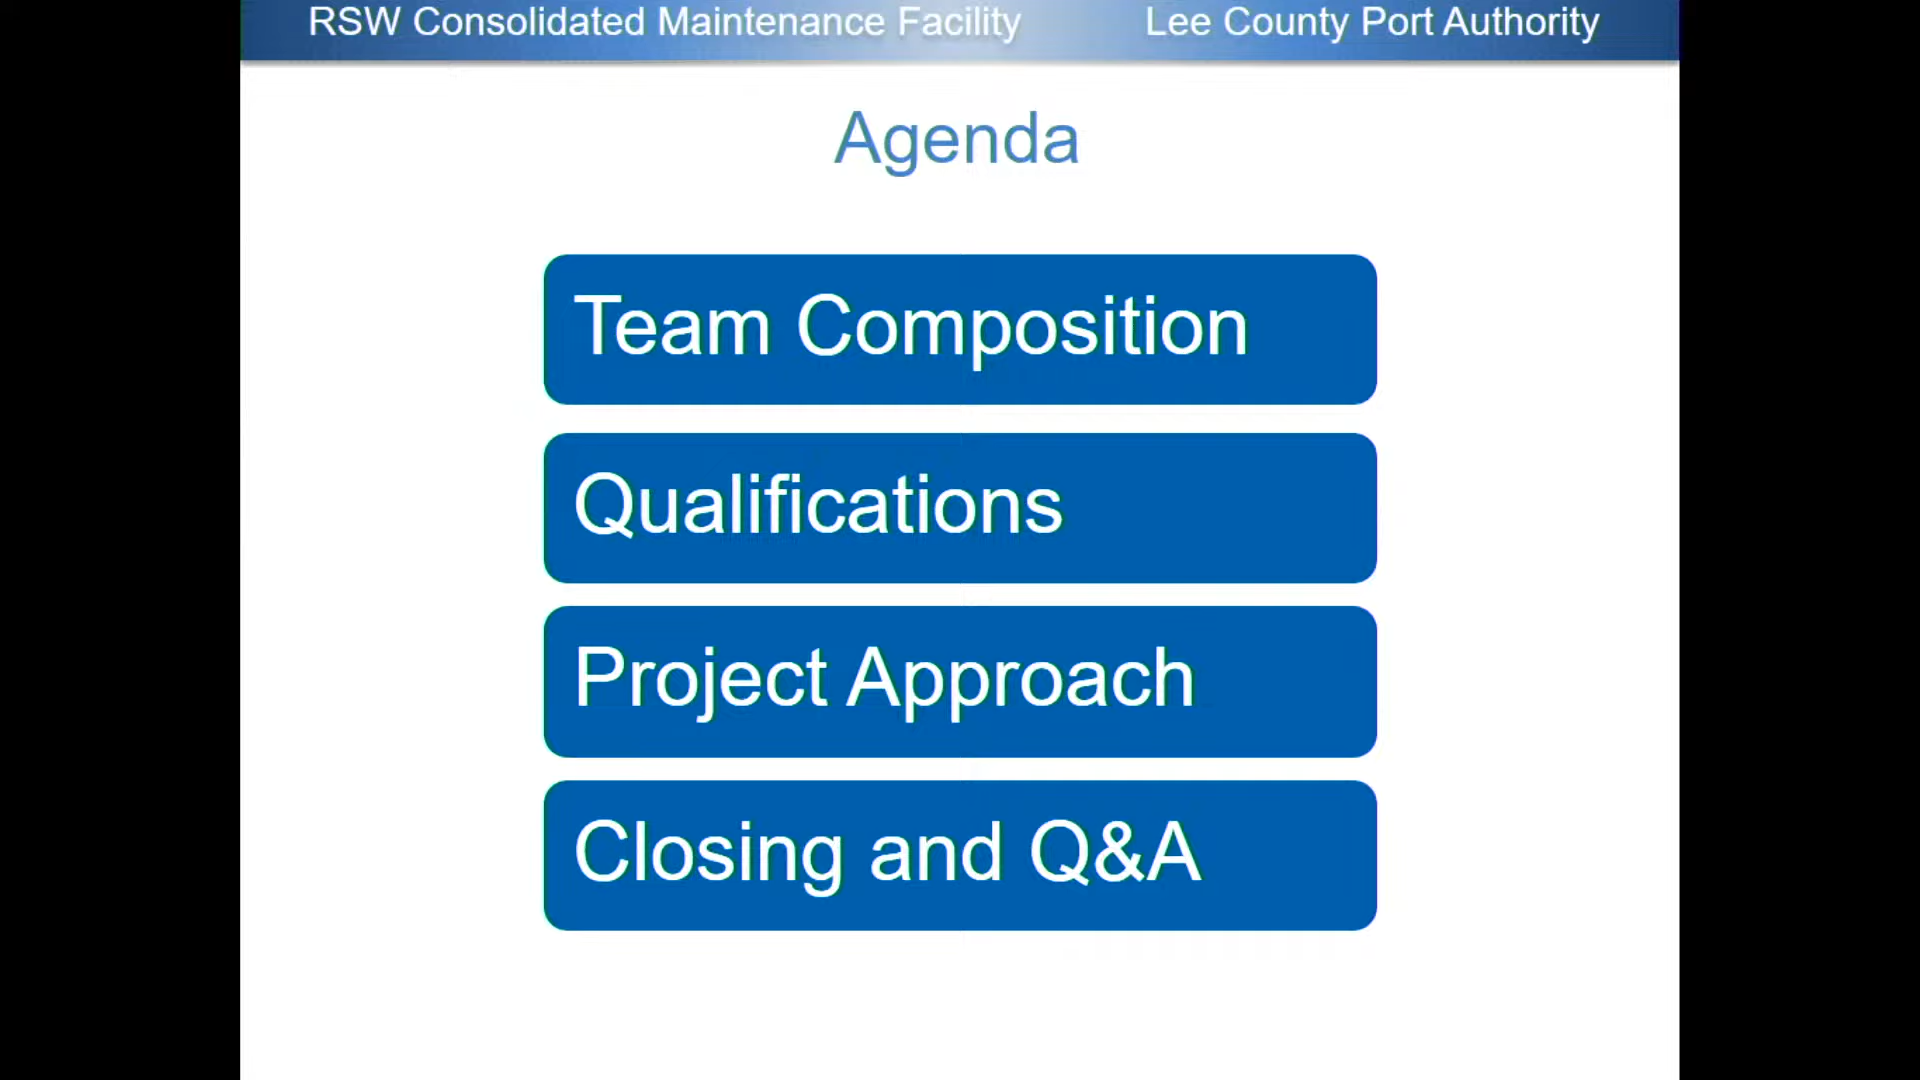 RSW Consolidated Maintenance Facility Lee County Port Authority
Agenda
Team Composition
Qualifications
Project Approach
Closing and Q&A